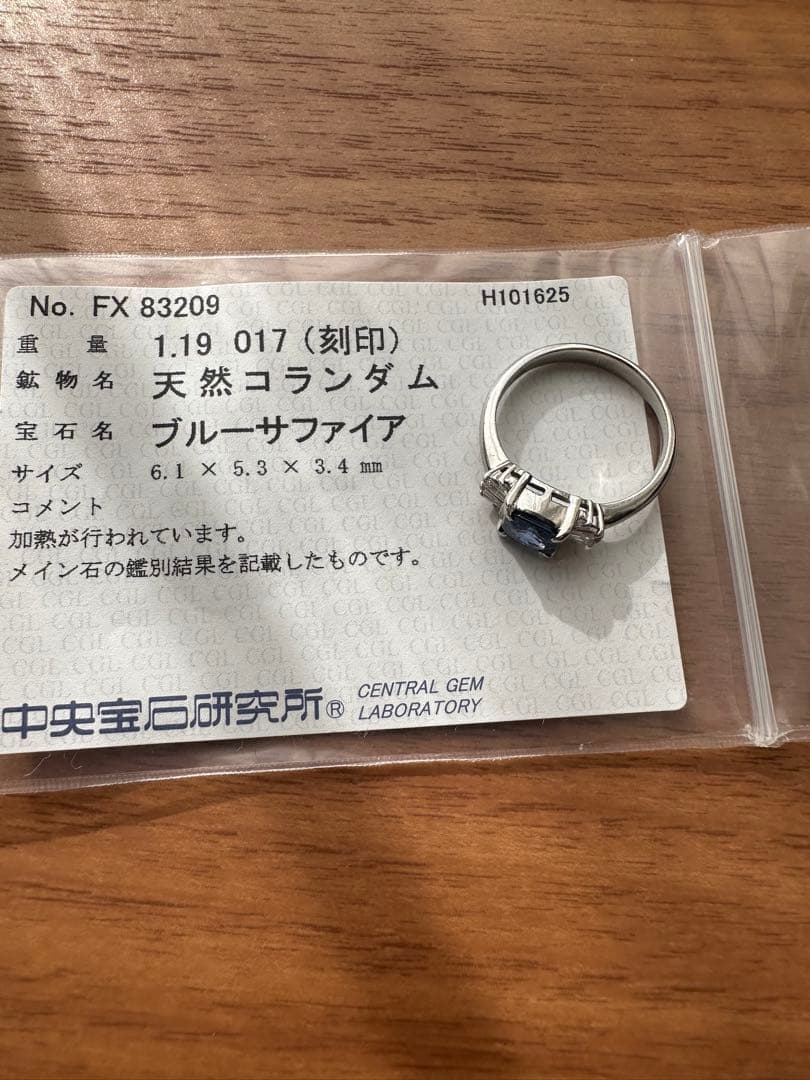 No. FX 83209
H101625
重量 1.19 017 (刻印)
鉱物名 天然コランダム
宝石名 ブルーサファイア
サイズ 6.1 × 5.3 × 3.4 mm
コメント
加熱が行われています。
メイン石の鑑別結果を記載したものです。
中央宝石研究所® CENTRAL GEM LABORATORY